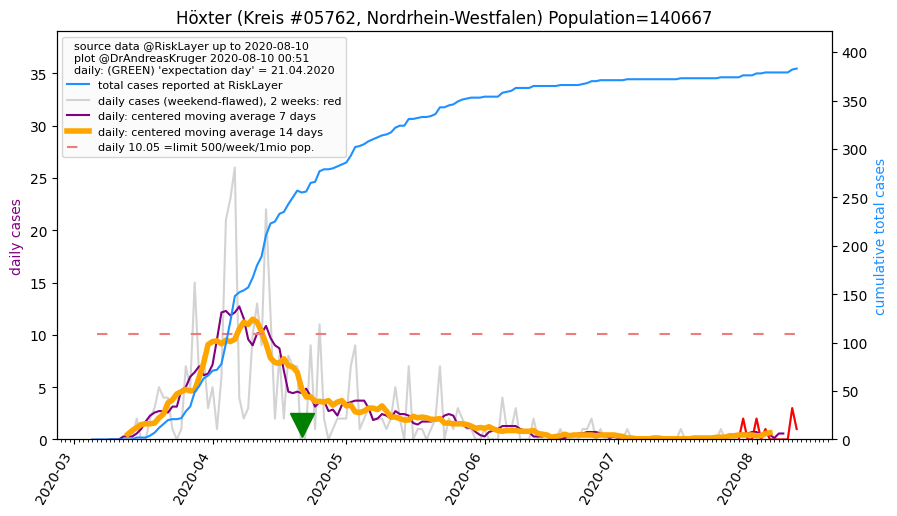 Höxter (Kreis #05762, Nordrhein-Westfalen) Population=140667
source data @RiskLayer up to 2020-08-10
plot @DrAndreasKruger 2020-08-10 00:51
daily: (GREEN) 'expectation day' = 21.04.2020
total cases reported at RiskLayer
daily cases (weekend-flawed), 2 weeks: red
daily: centered moving average 7 days
daily: centered moving average 14 days
daily 10.05 =limit 500/week/1mio pop.
daily cases
35
30
25
20
15
10
5
0
400
350
300
250
200
150
100
50
0
cumulative total cases
2020-03
2020-04
2020-05
2020-06
2020-07
2020-08